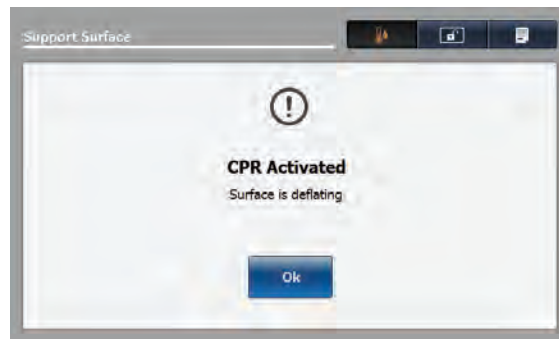 Support Surface
CPR Activated
Surface is deflating
Ok